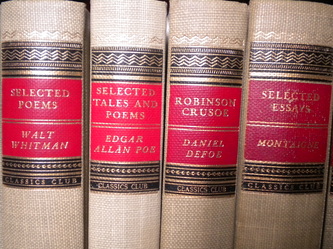 SELECTED
POEMS
WALT
WHITMAN
CLASSICS CLUB
SELECTED
TALES AND
POEMS
EDGAR
ALLAN POE
CLASSICS CLUB
ROBINSON
CRUSOE
DANIEL
DEFOE
CLASSICS CLUB
SELECTED
ESSAYS
MONTAIGNE
CLASSICS CLUB